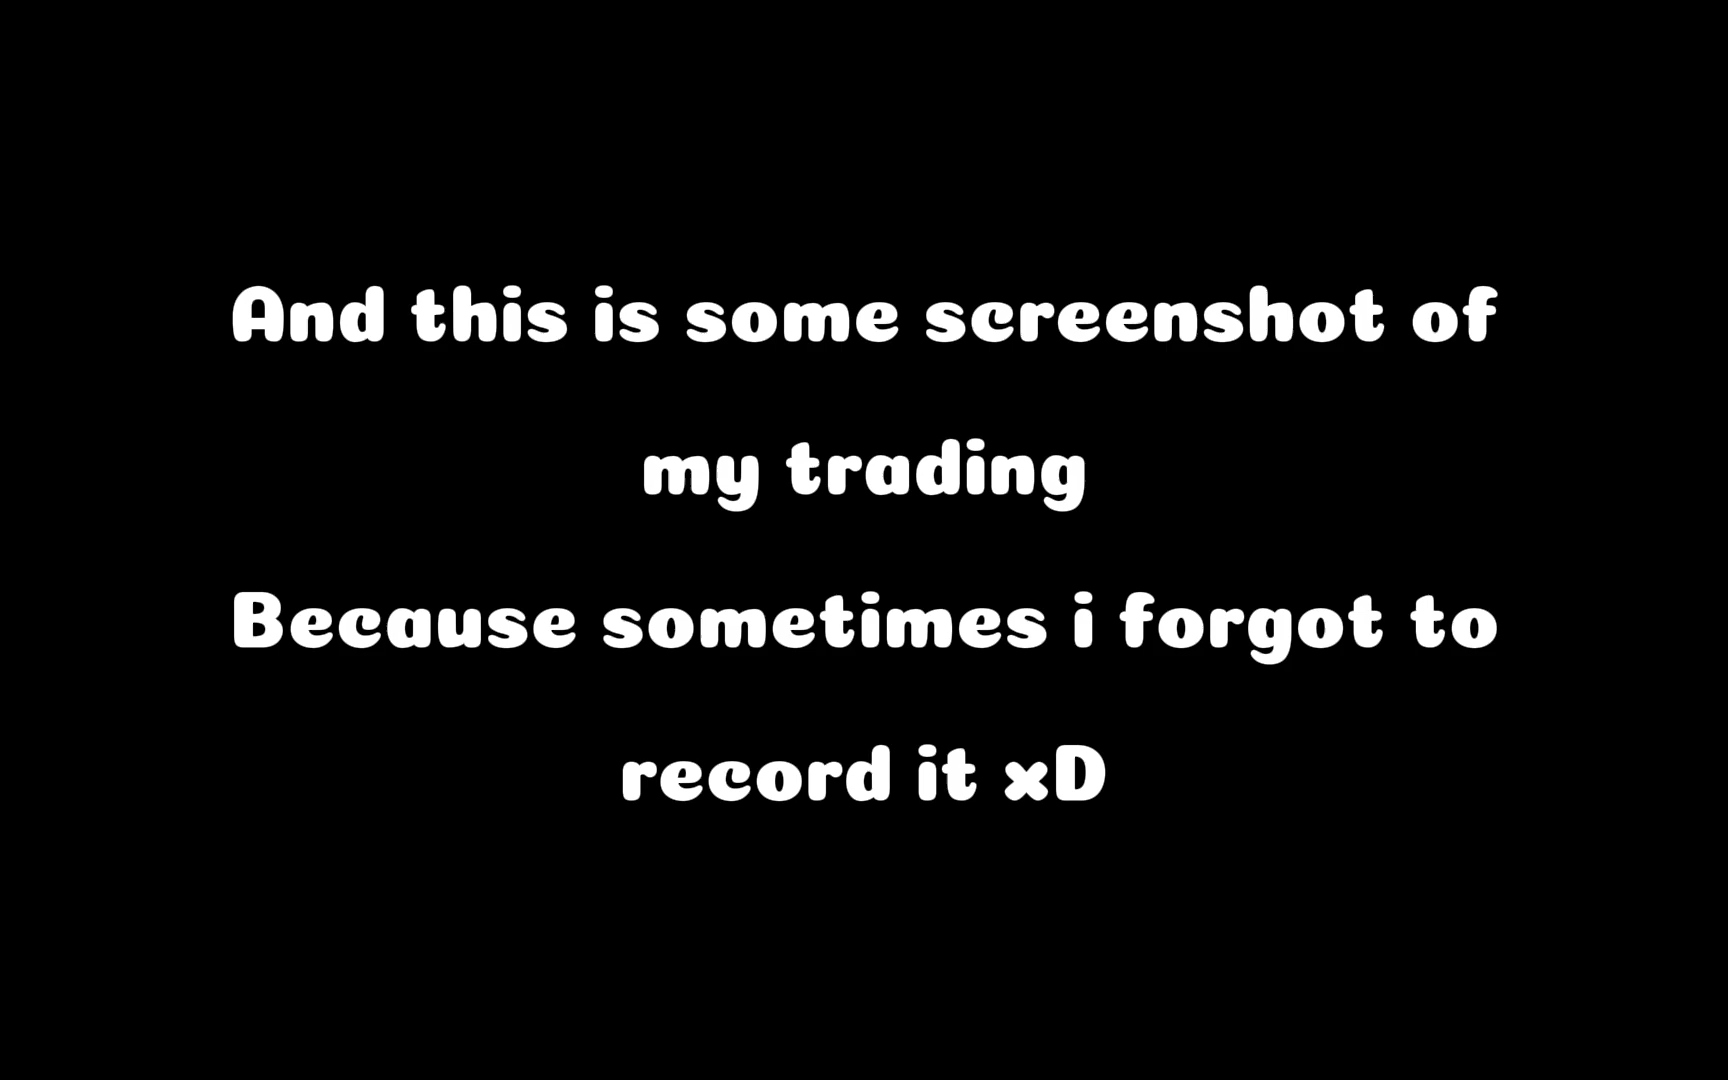 And this is some screenshot of
my trading
Because sometimes i forgot to
record it xD